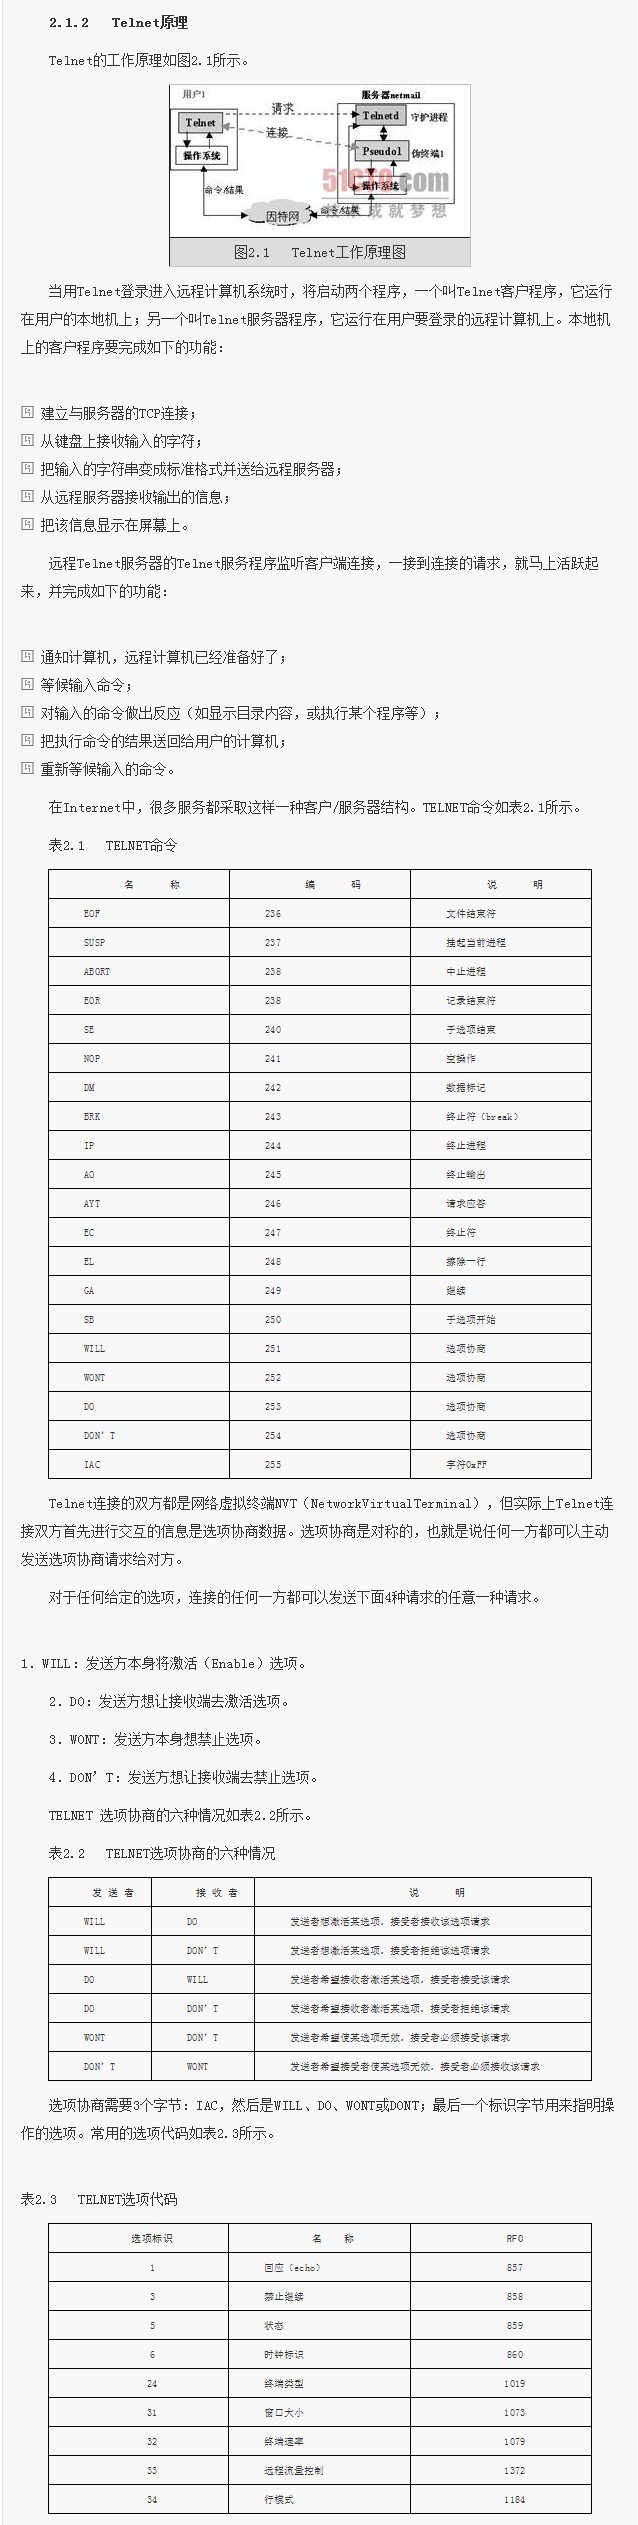 2.1.2 Telnet原理
Telnet的工作原理如图2.1所示。
用户1
服务器netmail
请求
Telnet
Telnetd
守护进程
连接
操作系统
Pseudo1
伪终端1
51CTO.com
操作系统
命令/结果
因特网
命令/结果
技术成就梦想
图2.1 Telnet工作原理图
当用Telnet登录进入远程计算机系统时，将启动两个程序，一个叫Telnet客户程序，它运行
在用户的本地机上；另一个叫Telnet服务器程序，它运行在用户要登录的远程计算机上。本地机
上的客户程序要完成如下的功能：
建立与服务器的TCP连接；
从键盘上接收输入的字符；
把输入的字符串变成标准格式并送给远程服务器；
从远程服务器接收输出的信息；
把该信息显示在屏幕上。
远程Telnet服务器的Telnet服务程序监听客户端连接，一接到连接的请求，就马上活跃起
来，并完成如下的功能：
通知计算机，远程计算机已经准备好了；
等候输入命令；
对输入的命令做出反应（如显示目录内容，或执行某个程序等）；
把执行命令的结果送回给用户的计算机；
重新等候输入的命令。
在Internet中，很多服务都采取这样一种客户/服务器结构。TELNET命令如表2.1所示。
表2.1 TELNET命令
名 称 编 码 说 明
EOF 236 文件结束符
SUSP 237 挂起当前进程
ABORT 238 中止进程
EOR 238 记录结束符
SE 240 子选项结束
NOP 241 空操作
DM 242 数据标记
BRK 243 终止符（break）
IP 244 终止进程
AO 245 终止输出
AYT 246 请求应答
EC 247 终止符
EL 248 擦除一行
GA 249 继续
SB 250 子选项开始
WILL 251 选项协商
WONT 252 选项协商
DO 253 选项协商
DON'T 254 选项协商
IAC 255 字符0xFF
Telnet连接的双方都是网络虚拟终端NVT（NetworkVirtualTerminal），但实际上Telnet连
接双方首先进行交互的信息是选项协商数据。选项协商是对称的，也就是说任何一方都可以主动
发送选项协商请求给对方。
对于任何给定的选项，连接的任何一方都可以发送下面4种请求的任意一种请求。
1. WILL：发送方本身将激活（Enable）选项。
2. DO：发送方想让接收端去激活选项。
3. WONT：发送方本身想禁止选项。
4. DON'T：发送方想让接收端去禁止选项。
TELNET 选项协商的六种情况如表2.2所示。
表2.2 TELNET选项协商的六种情况
发 送 者 接 收 者 说 明
WILL DO 发送者想激活某选项，接受者接收该选项请求
WILL DON'T 发送者想激活某选项，接受者拒绝该选项请求
DO WILL 发送者希望接收者激活某选项，接受者接受该请求
DO DON'T 发送者希望接收者激活某选项，接受者拒绝该请求
WONT DON'T 发送者希望使某选项无效，接受者必须接受该请求
DON'T WONT 发送者希望接受者使某选项无效，接受者必须接收该请求
选项协商需要3个字节：IAC，然后是WILL、DO、WONT或DONT；最后一个标识字节用来指明操
作的选项。常用的选项代码如表2.3所示。
表2.3 TELNET选项代码
选项标识 名 称 RFC
1 回应（echo） 857
3 禁止继续 858
5 状态 859
6 时钟标识 860
24 终端类型 1019
31 窗口大小 1073
32 终端速率 1079
33 远程流量控制 1372
34 行模式 1184